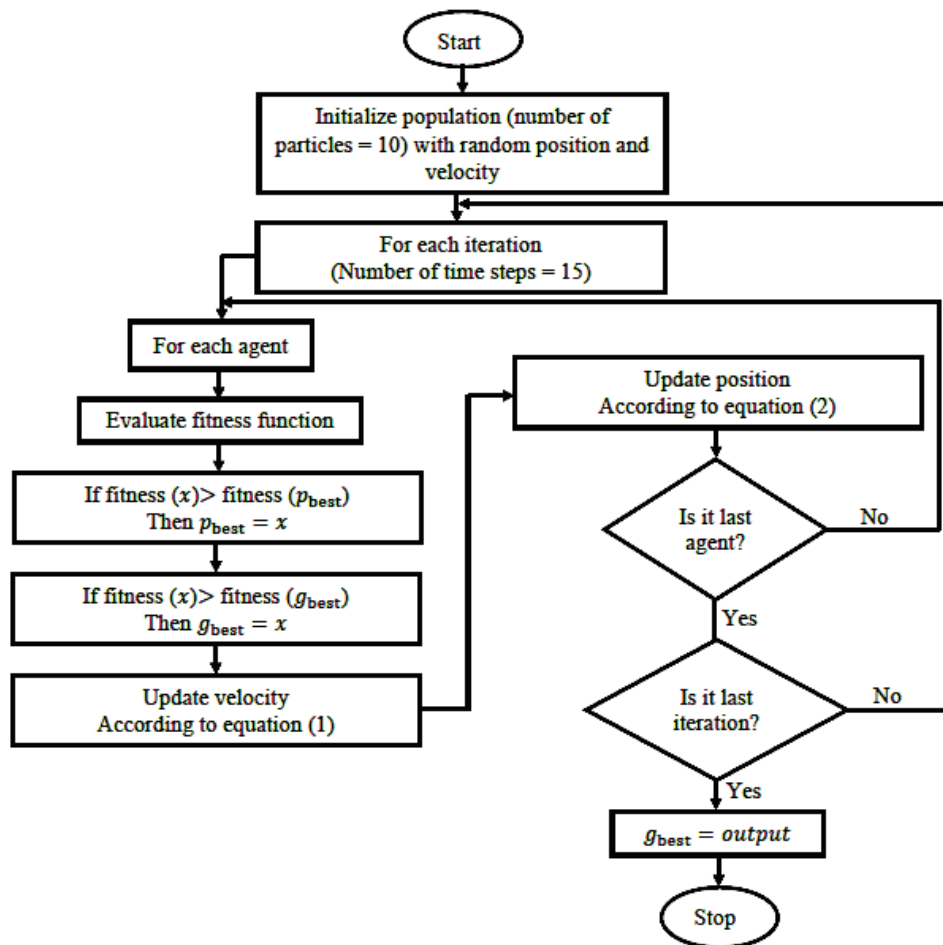 Start
Initialize population (number of
particles = 10) with random position and
velocity
For each iteration
(Number of time steps = 15)
For each agent
Evaluate fitness function
If fitness (x)> fitness (p_best)
Then p_best = x
If fitness (x)> fitness (g_best)
Then g_best = x
Update velocity
According to equation (1)
Update position
According to equation (2)
Is it last
agent?
No
Yes
Is it last
iteration?
No
Yes
g_best = output
Stop